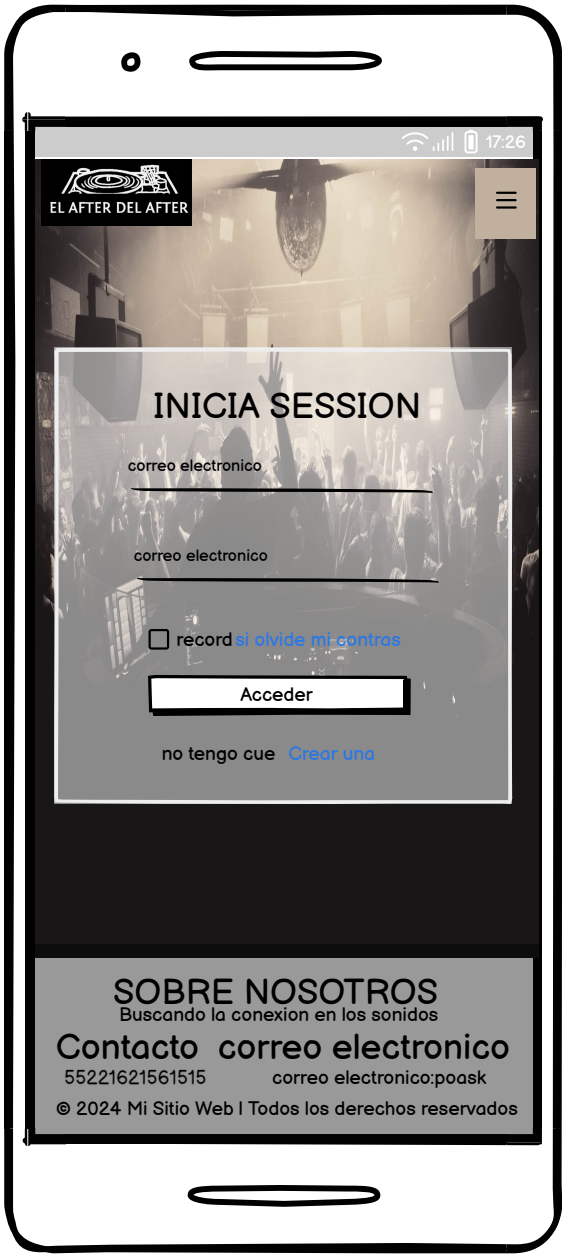 17:26
EL AFTER DEL AFTER
INICIA SESSION
correo electronico
correo electronico
record si olvide mi contras
Acceder
no tengo cue Crear una
SOBRE NOSOTROS
Buscando la conexion en los sonidos
Contacto correo electronico
55221621561515 correo electronico:poask
© 2024 Mi Sitio Web | Todos los derechos reservados